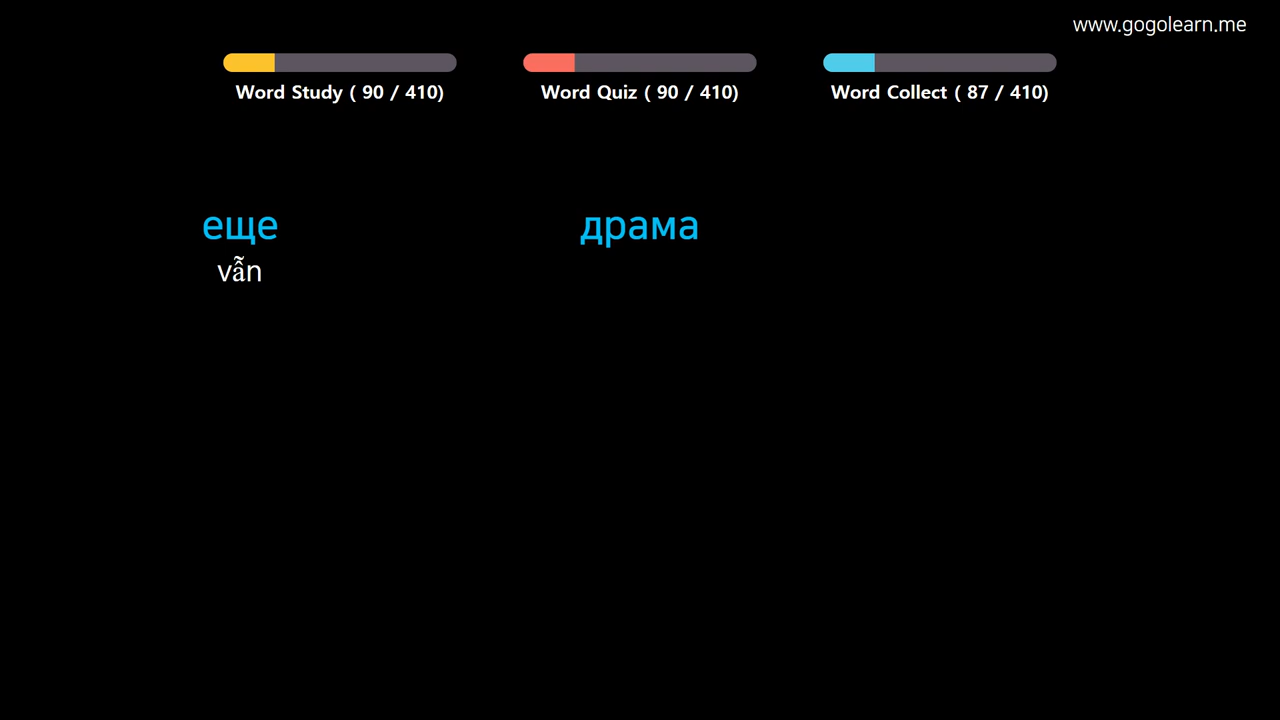 www.gogolearn.me
Word Study ( 90 / 410)
Word Quiz ( 90 / 410)
Word Collect ( 87 / 410)
еще
vẫn
драма